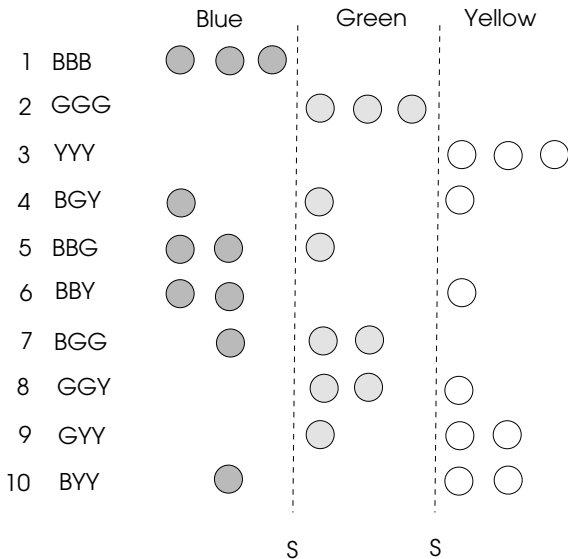 Blue Green Yellow
1 BBB
2 GGG
3 YYY
4 BGY
5 BBG
6 BBY
7 BGG
8 GGY
9 GYY
10 BYY
S S